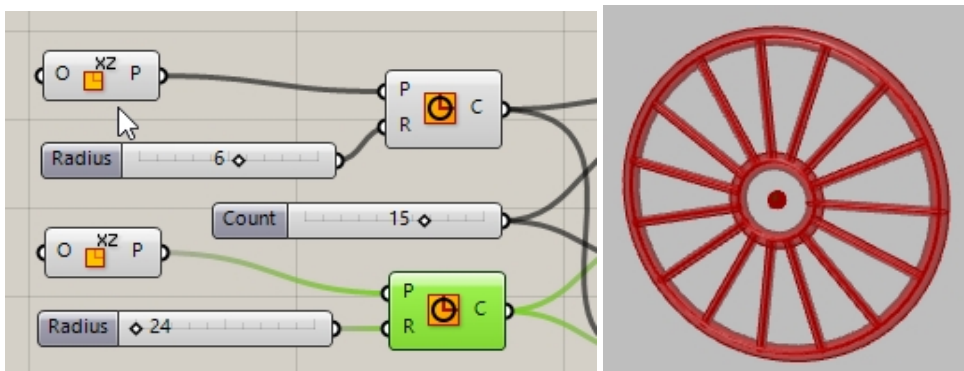 O XZ P
P
R C
Radius 6
Count 15
O XZ P
P
R C
Radius 24